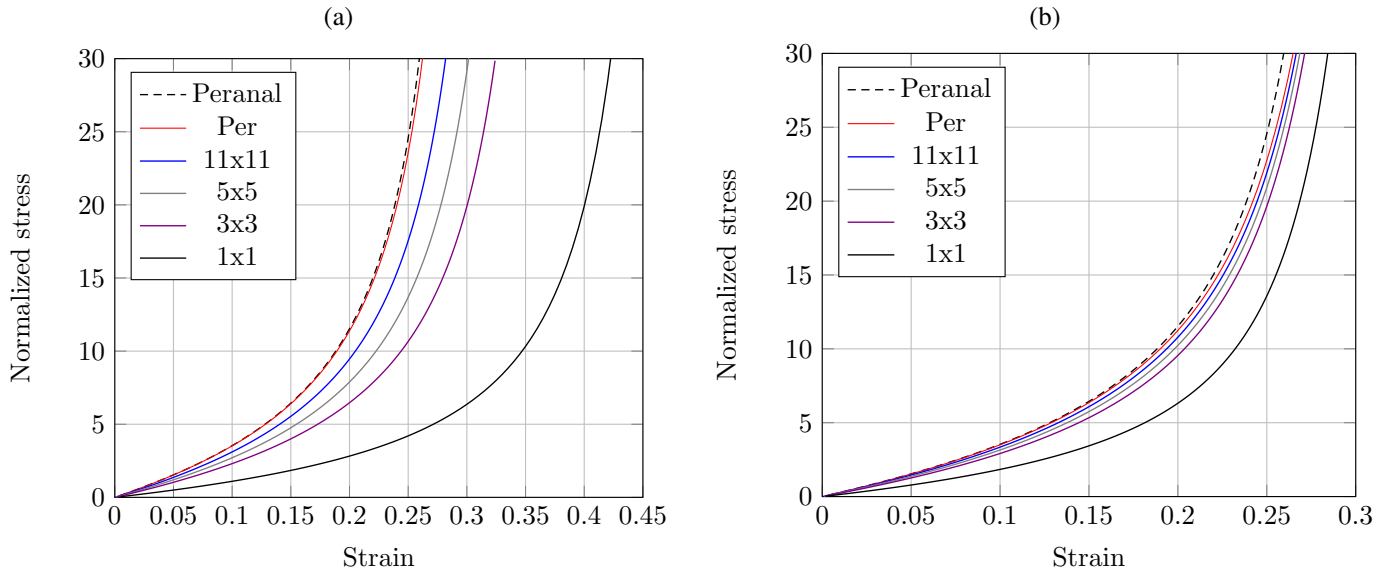 (a)
30
25
20
15
10
5
0
Normalized stress
Peranal
Per
11x11
5x5
3x3
1x1
0 0.05 0.1 0.15 0.2 0.25 0.3 0.35 0.4 0.45
Strain
(b)
30
25
20
15
10
5
0
Normalized stress
Peranal
Per
11x11
5x5
3x3
1x1
0 0.05 0.1 0.15 0.2 0.25 0.3
Strain